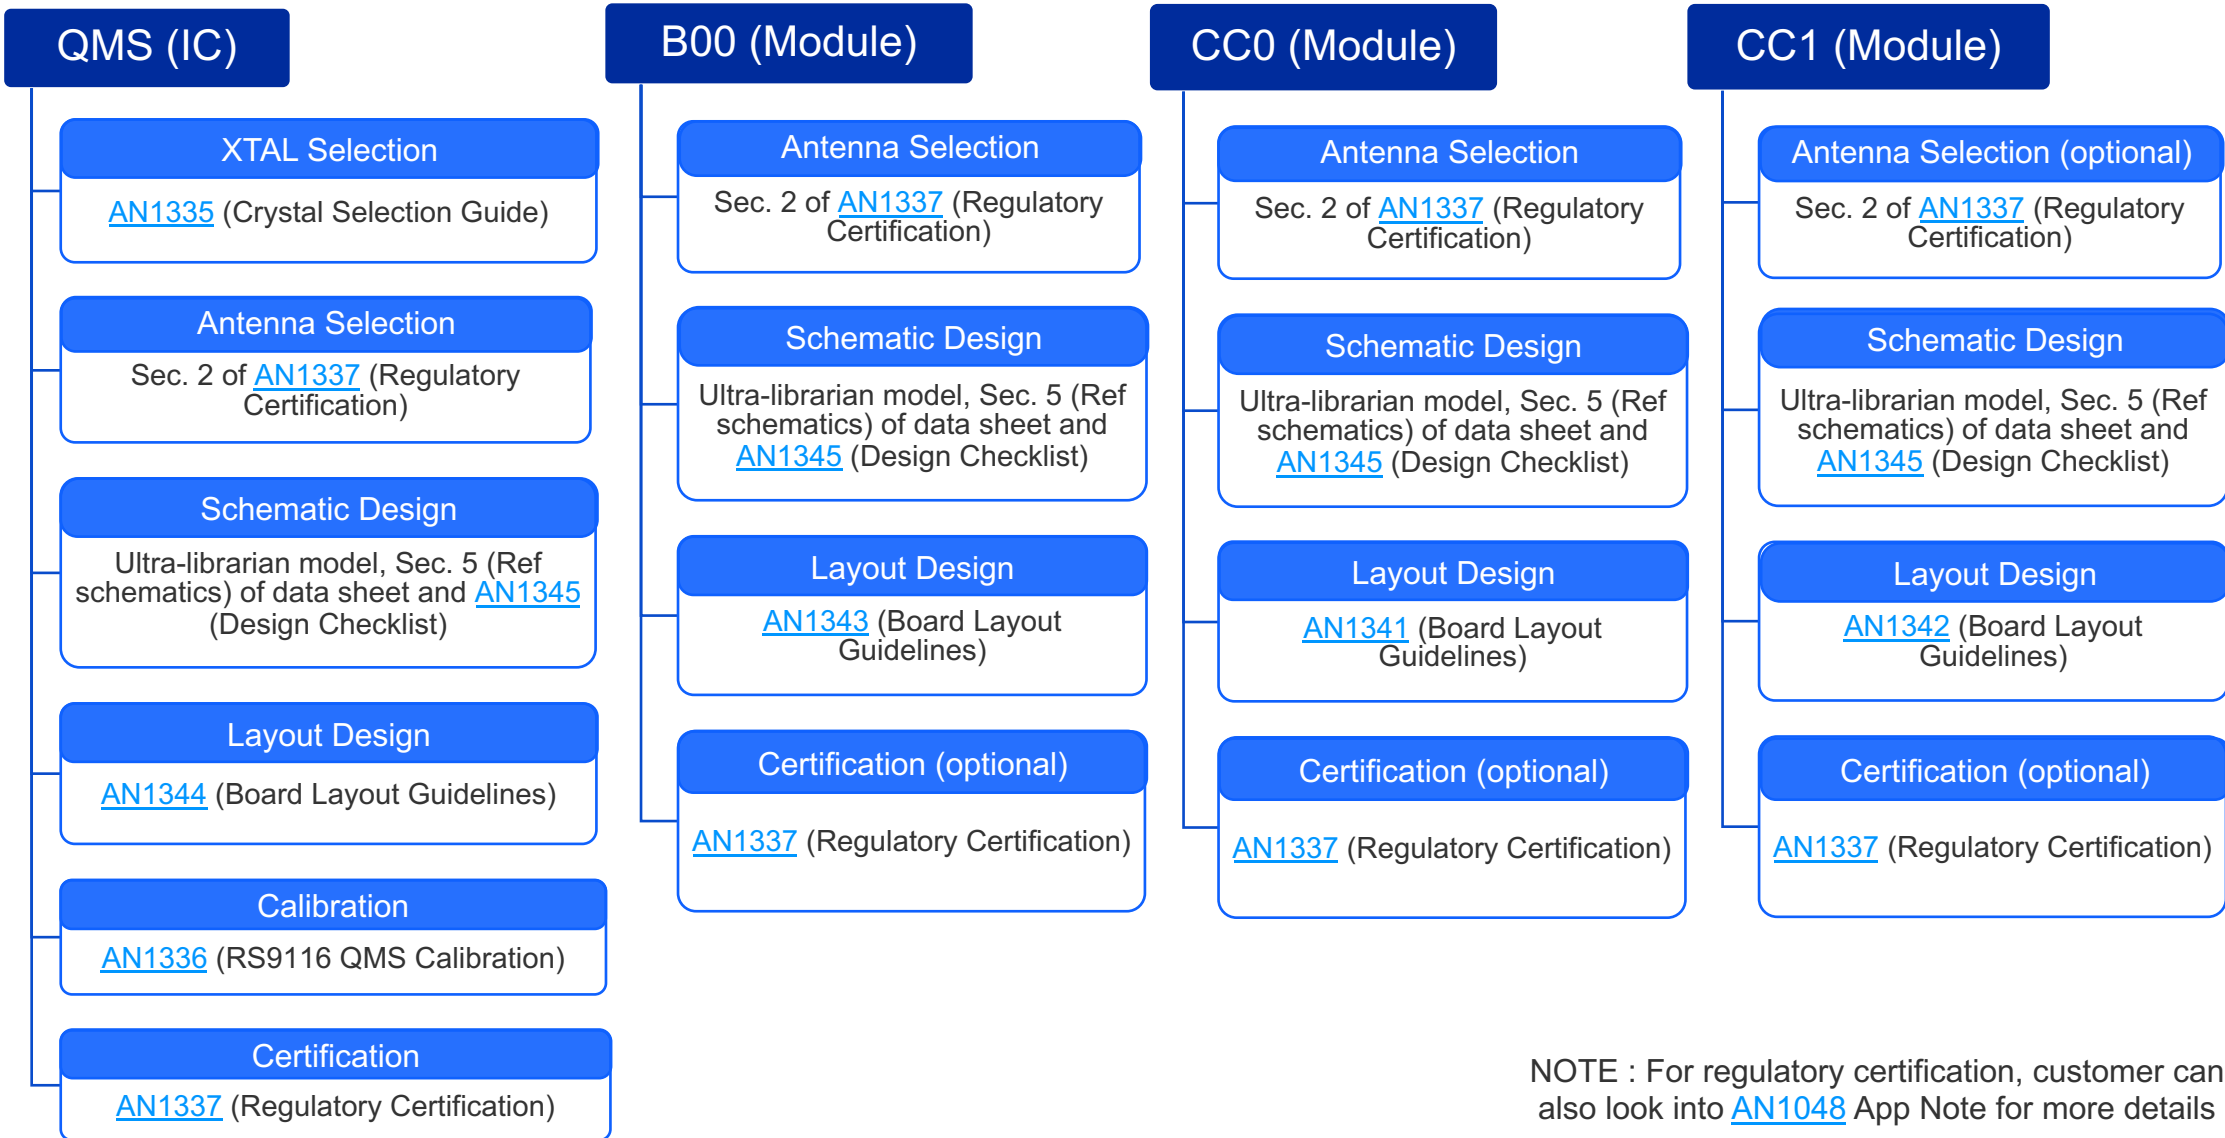 QMS (IC)
XTAL Selection
AN1335 (Crystal Selection Guide)
Antenna Selection
Sec. 2 of AN1337 (Regulatory
Certification)
Schematic Design
Ultra-librarian model, Sec. 5 (Ref
schematics) of data sheet and AN1345
(Design Checklist)
Layout Design
AN1344 (Board Layout Guidelines)
Calibration
AN1336 (RS9116 QMS Calibration)
Certification
AN1337 (Regulatory Certification)
B00 (Module)
Antenna Selection
Sec. 2 of AN1337 (Regulatory
Certification)
Schematic Design
Ultra-librarian model, Sec. 5 (Ref
schematics) of data sheet and
AN1345 (Design Checklist)
Layout Design
AN1343 (Board Layout
Guidelines)
Certification (optional)
AN1337 (Regulatory Certification)
CC0 (Module)
Antenna Selection
Sec. 2 of AN1337 (Regulatory
Certification)
Schematic Design
Ultra-librarian model, Sec. 5 (Ref
schematics) of data sheet and
AN1345 (Design Checklist)
Layout Design
AN1341 (Board Layout
Guidelines)
Certification (optional)
AN1337 (Regulatory Certification)
CC1 (Module)
Antenna Selection (optional)
Sec. 2 of AN1337 (Regulatory
Certification)
Schematic Design
Ultra-librarian model, Sec. 5 (Ref
schematics) of data sheet and
AN1345 (Design Checklist)
Layout Design
AN1342 (Board Layout
Guidelines)
Certification (optional)
AN1337 (Regulatory Certification)
NOTE : For regulatory certification, customer can
also look into AN1048 App Note for more details